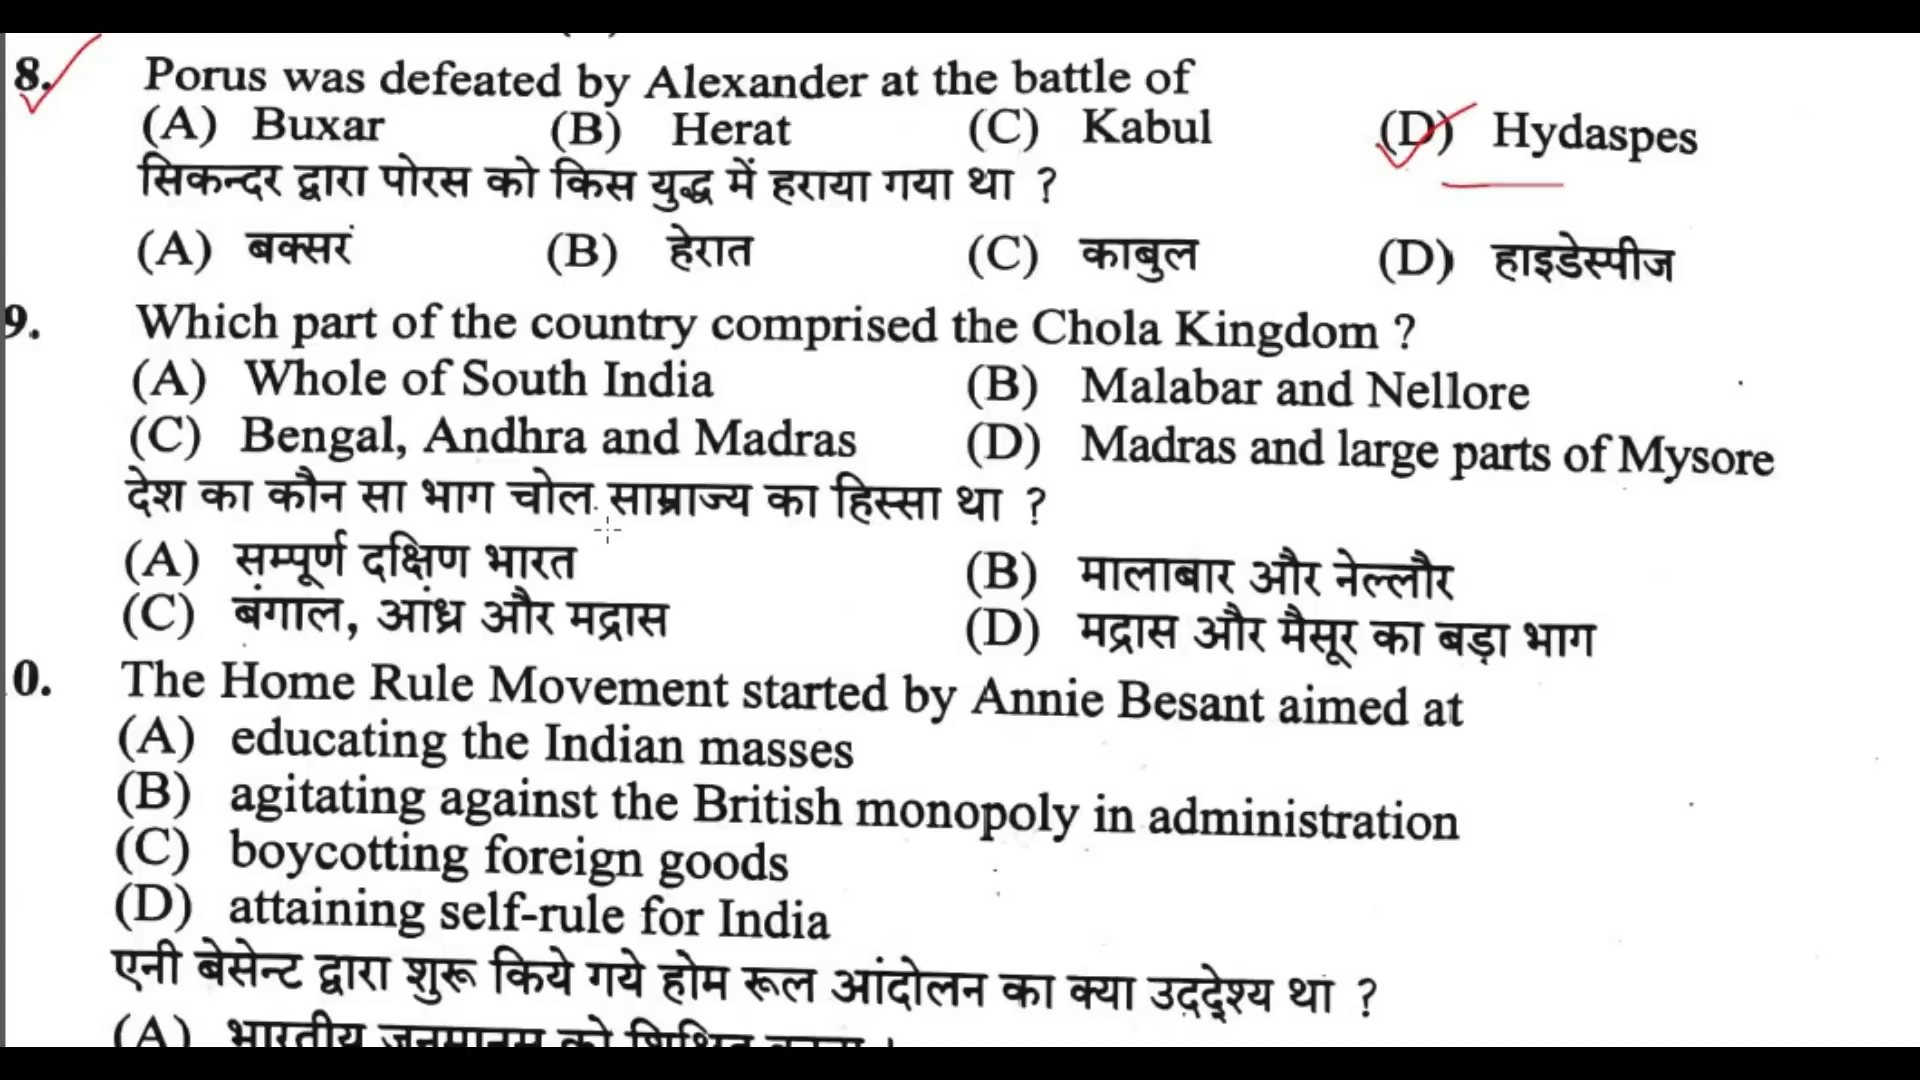 8. Porus was defeated by Alexander at the battle of
(A) Buxar (B) Herat (C) Kabul (D) Hydaspes
सिकन्दर द्वारा पोरस को किस युद्ध में हराया गया था ?
(A) बक्सर (B) हेरात (C) काबुल (D) हाइडेस्पीज
9. Which part of the country comprised the Chola Kingdom ?
(A) Whole of South India (B) Malabar and Nellore
(C) Bengal, Andhra and Madras (D) Madras and large parts of Mysore
देश का कौन सा भाग चोल साम्राज्य का हिस्सा था ?
(A) सम्पूर्ण दक्षिण भारत (B) मालाबार और नेल्लौर
(C) बंगाल, आंध्र और मद्रास (D) मद्रास और मैसूर का बड़ा भाग
0. The Home Rule Movement started by Annie Besant aimed at
(A) educating the Indian masses
(B) agitating against the British monopoly in administration
(C) boycotting foreign goods
(D) attaining self-rule for India
एनी बेसेन्ट द्वारा शुरू किये गये होम रूल आंदोलन का क्या उद्देश्य था ?
(A) भारतीय जनमानस को शिक्षित करना ।